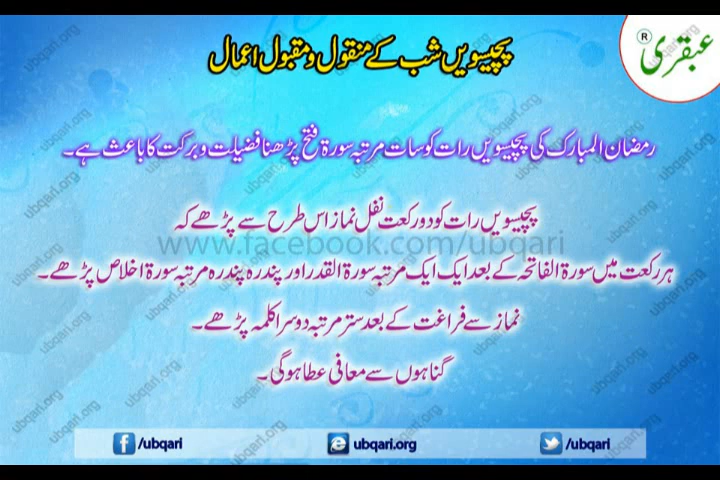 عبقری
R
پچیسویں شب کے منقول و مقبول اعمال
رمضان المبارک کی پچیسویں رات کو سات مرتبہ سورۃ فتح پڑھنا فضیلت و برکت کا باعث ہے۔
پچیسویں رات کو دو رکعت نفل نماز اس طرح سے پڑھے کہ
www.facebook.com/ubqari
ہر رکعت میں سورۃ الفاتحہ کے بعد ایک ایک مرتبہ سورۃ القدر اور پندرہ پندرہ مرتبہ سورۃ اخلاص پڑھے۔
نماز سے فراغت کے بعد ستر مرتبہ دوسرا کلمہ پڑھے۔
گناہوں سے معافی عطا ہوگی۔
/ubqari
ubqari.org
/ubqari